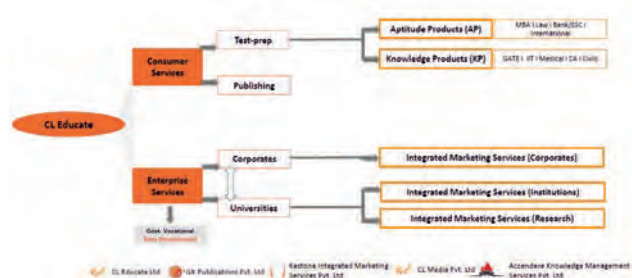 MBA I Law I Bank/SSC I
International
Aptitude Products (AP)
Test-prep
Consumer
Services
Knowledge Products (KP)
GATE I IIT I Medical I CA I Civils
Publishing
CL Educate
Corporates
Integrated Marketing Services (Corporates)
Enterprise
Services
Integrated Marketing Services (Institutions)
Universities
Integrated Marketing Services (Research)
Govt. Vocational
CL Educate Ltd
GK Publications Pvt. Ltd
Kestone Integrated Marketing
Services Pvt. Ltd
CL Media Pvt. Ltd
Accendere Knowledge Management
Services Pvt. Ltd